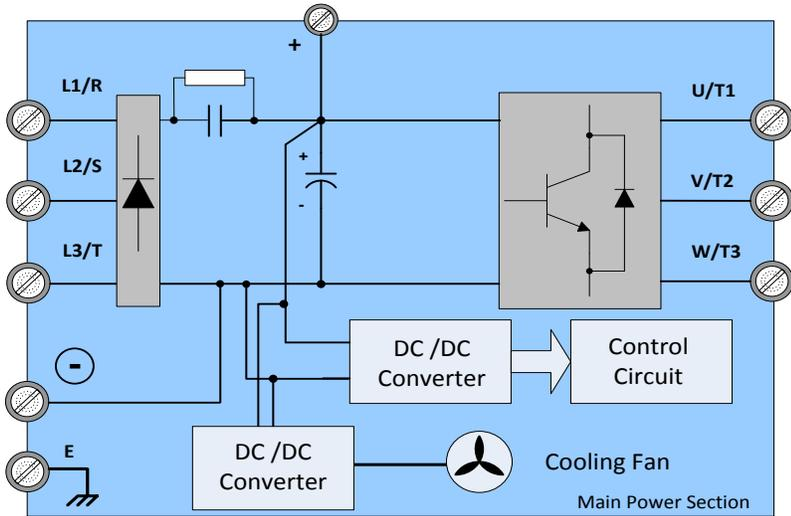 +
L1/R
U/T1
L2/S
+
V/T2
-
L3/T
W/T3
-
DC /DC
Converter
Control
Circuit
E
DC /DC
Converter
Cooling Fan
Main Power Section